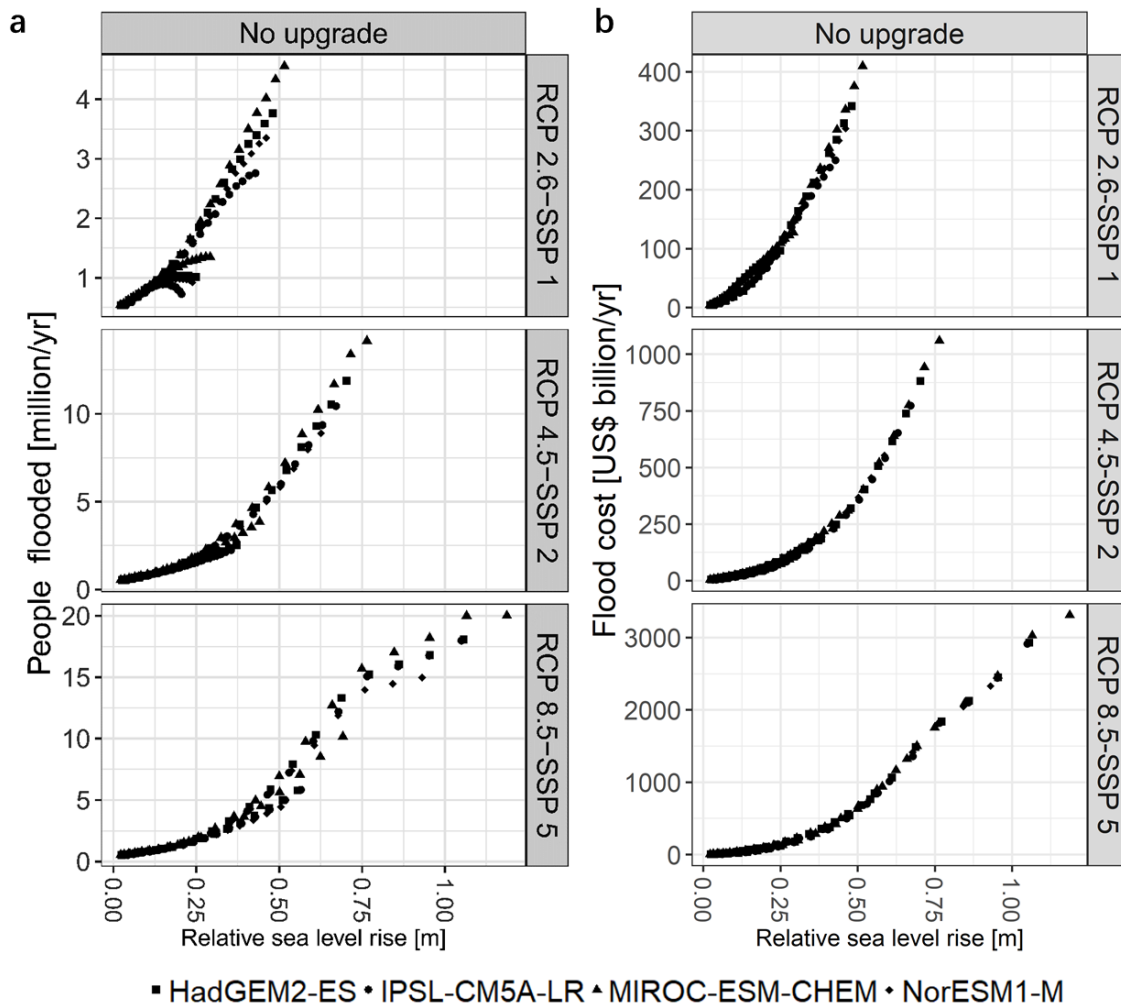 a
No upgrade
People flooded [million/yr]
4
3
2
1
RCP 2.6−SSP 1
10
5
0
RCP 4.5−SSP 2
20
15
10
5
0
RCP 8.5−SSP 5
0.00
0.25
0.50
0.75
1.00
Relative sea level rise [m]
b
No upgrade
Flood cost [US$ billion/yr]
400
300
200
100
0
RCP 2.6-SSP 1
1000
750
500
250
0
RCP 4.5-SSP 2
3000
2000
1000
0
RCP 8.5-SSP 5
0.00
0.25
0.50
0.75
1.00
Relative sea level rise [m]
HadGEM2-ES IPSL-CM5A-LR MIROC-ESM-CHEM NorESM1-M